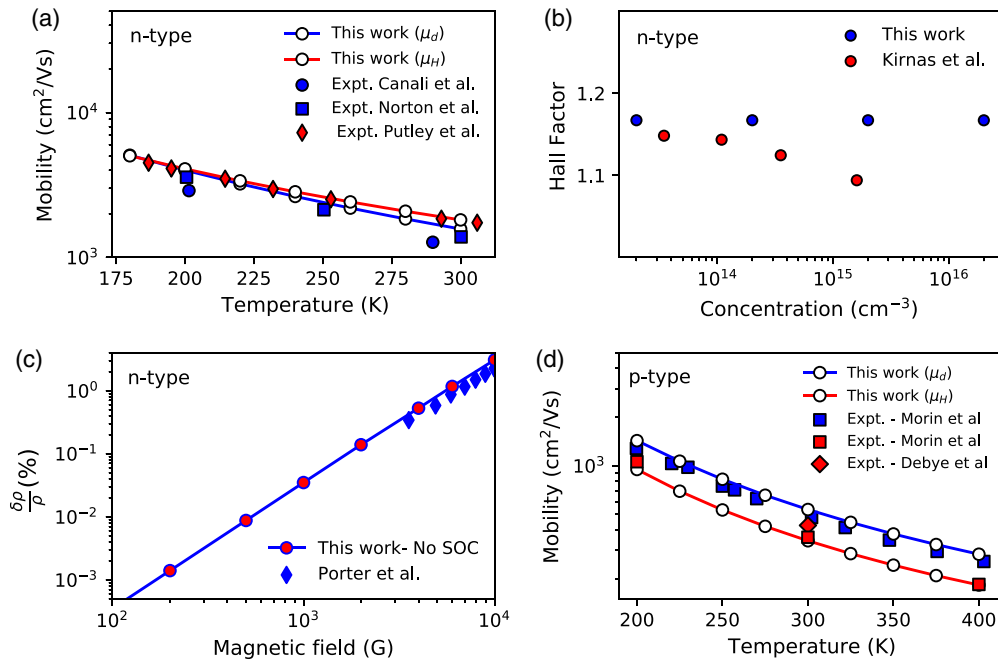 (a)
n-type
This work (μd)
This work (μH)
Expt. Canali et al.
Expt. Norton et al.
Expt. Putley et al.
Mobility (cm²/Vs)
10⁴
10³
175 200 225 250 275 300
Temperature (K)
(b)
n-type
This work
Kirnas et al.
Hall Factor
1.2
1.1
10¹⁴ 10¹⁵ 10¹⁶
Concentration (cm⁻³)
(c)
n-type
δρ/ρ (%)
10⁰
10⁻¹
10⁻²
10⁻³
This work- No SOC
Porter et al.
10² 10³ 10⁴
Magnetic field (G)
(d)
p-type
This work (μd)
This work (μH)
Expt. - Morin et al
Expt. - Morin et al
Expt. - Debye et al
Mobility (cm²/Vs)
10³
200 250 300 350 400
Temperature (K)